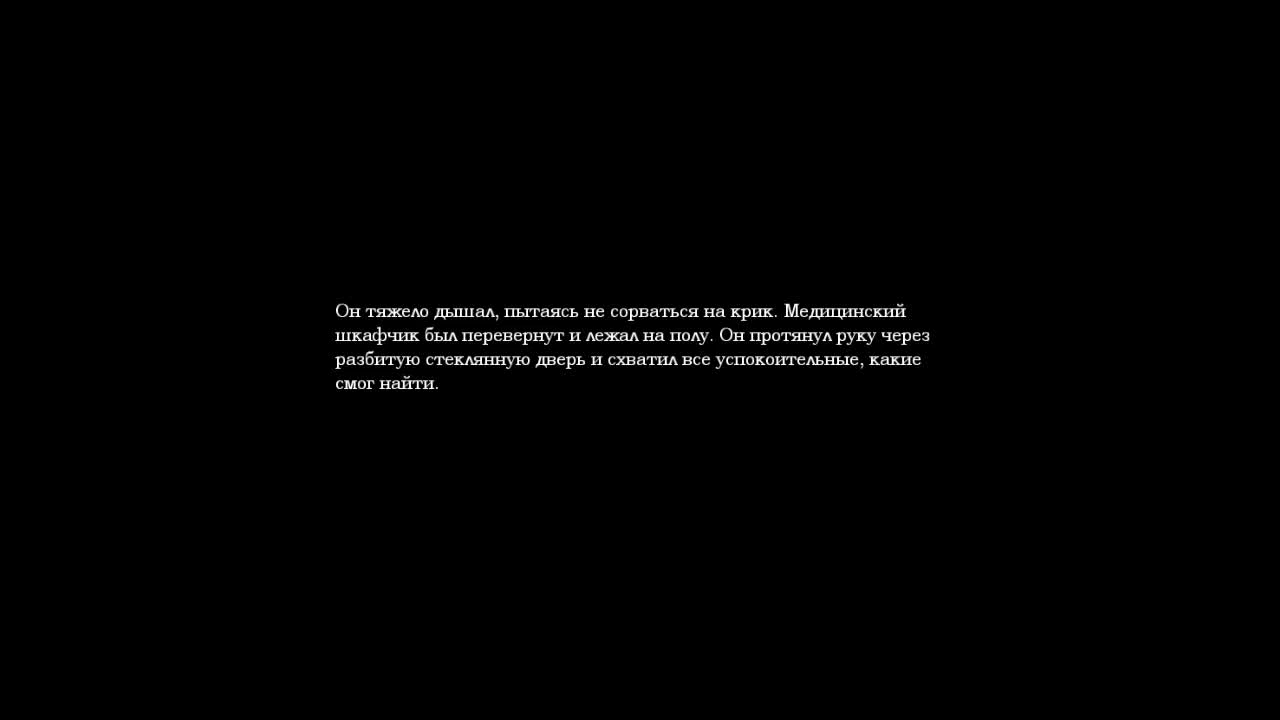 Он тяжело дышал, пытаясь не сорваться на крик. Медицинский
шкафчик был перевернут и лежал на полу. Он протянул руку через
разбитую стеклянную дверь и схватил все успокоительные, какие
смог найти.